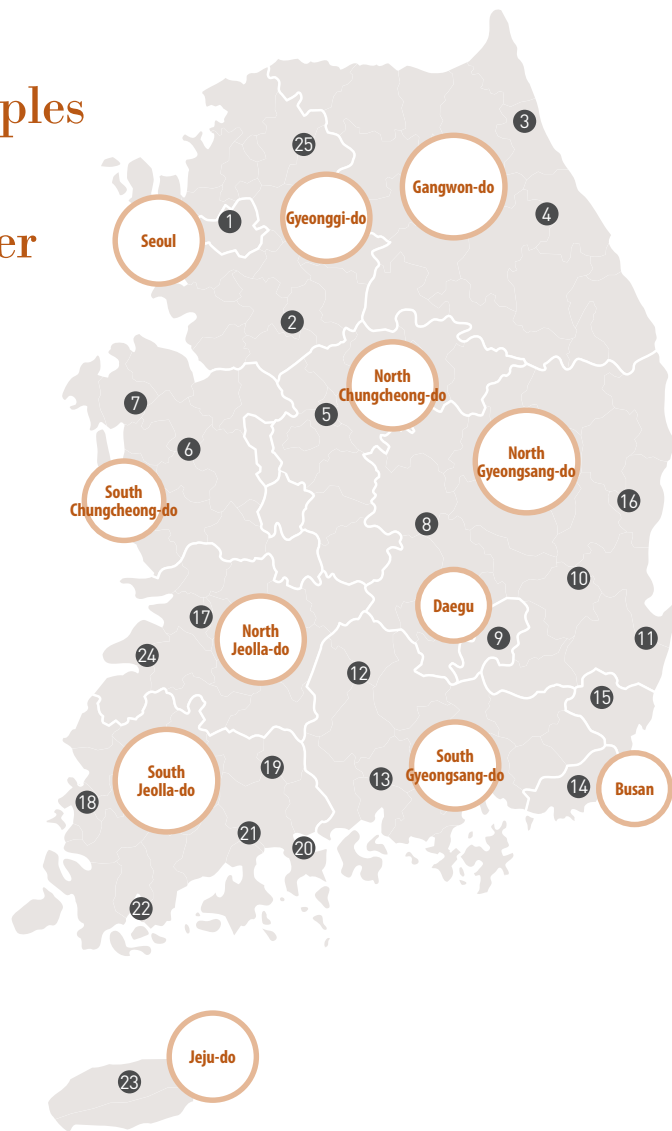 ples
er
3
25
Gangwon-do
Gyeonggi-do
4
1
Seoul
2
North
Chungcheong-do
7
5
6
North
Gyeongsang-do
South
Chungcheong-do
16
8
10
Daegu
17
9
11
North
Jeolla-do
24
12
15
19
South
Gyeongsang-do
South
Jeolla-do
13
14
Busan
18
21
20
22
Jeju-do
23